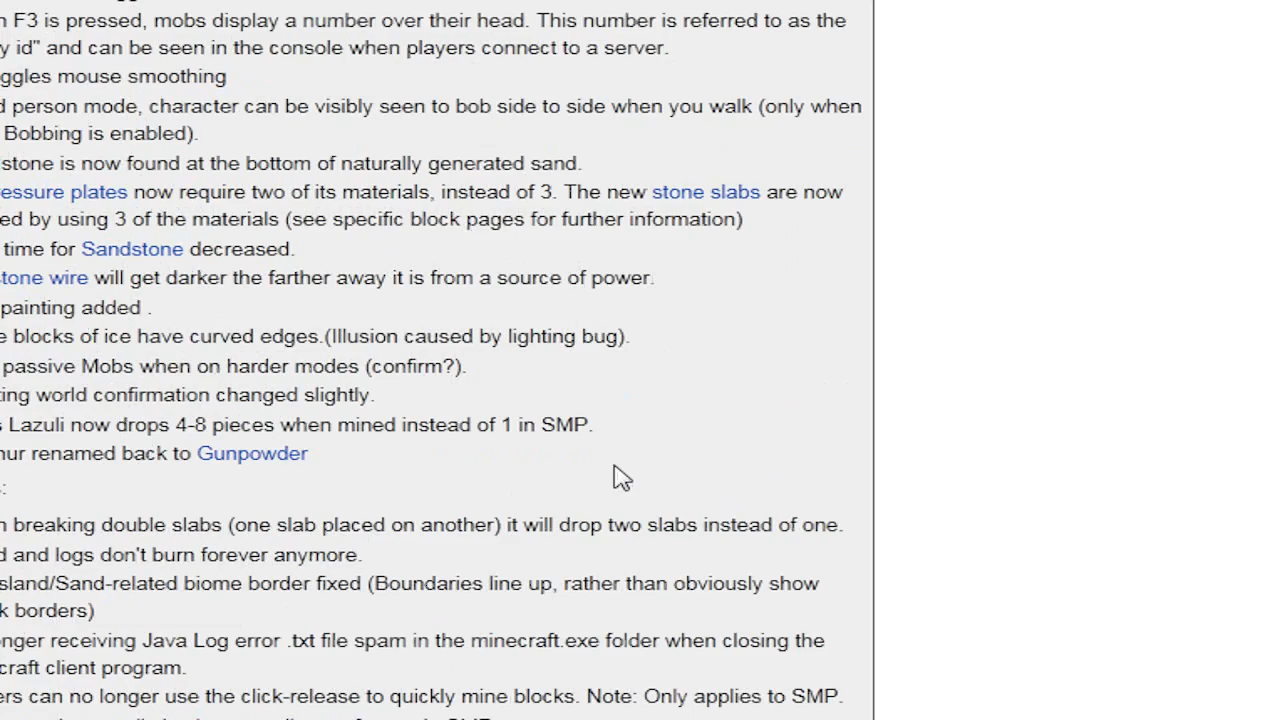 F3 is pressed, mobs display a number over their head. This number is referred to as the
y id" and can be seen in the console when players connect to a server.
ggles mouse smoothing
d person mode, character can be visibly seen to bob side to side when you walk (only when
Bobbing is enabled).
stone is now found at the bottom of naturally generated sand.
essure plates now require two of its materials, instead of 3. The new stone slabs are now
ed by using 3 of the materials (see specific block pages for further information)
time for Sandstone decreased.
tone wire will get darker the farther away it is from a source of power.
painting added .
e blocks of ice have curved edges.(Illusion caused by lighting bug).
passive Mobs when on harder modes (confirm?).
ting world confirmation changed slightly.
s Lazuli now drops 4-8 pieces when mined instead of 1 in SMP.
hur renamed back to Gunpowder
s:
n breaking double slabs (one slab placed on another) it will drop two slabs instead of one.
d and logs don't burn forever anymore.
sland/Sand-related biome border fixed (Boundaries line up, rather than obviously show
k borders)
onger receiving Java Log error .txt file spam in the minecraft.exe folder when closing the
craft client program.
ers can no longer use the click-release to quickly mine blocks. Note: Only applies to SMP.